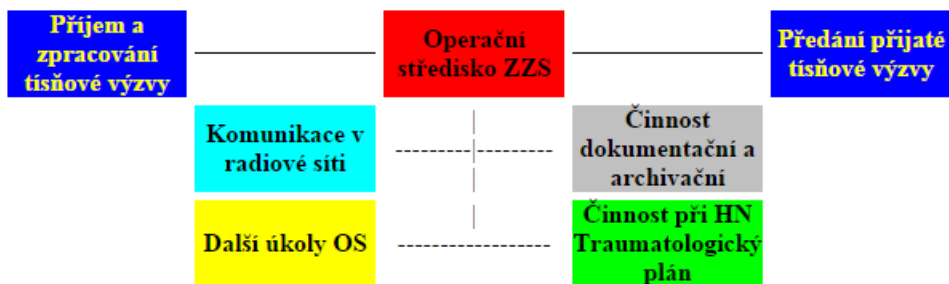 Příjem a
zpracování
tísňové výzvy
Operační
středisko ZZS
Předání přijaté
tísňové výzvy
Komunikace v
radiové síti
Činnost
dokumentační a
archivační
Další úkoly OS
Činnost při HN
Traumatologický
plán